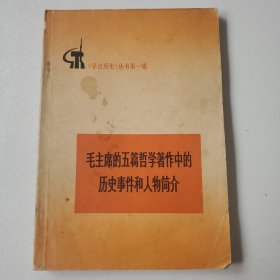 《学点历史》丛书第一辑
毛主席的五篇哲学著作中的
历史事件和人物简介